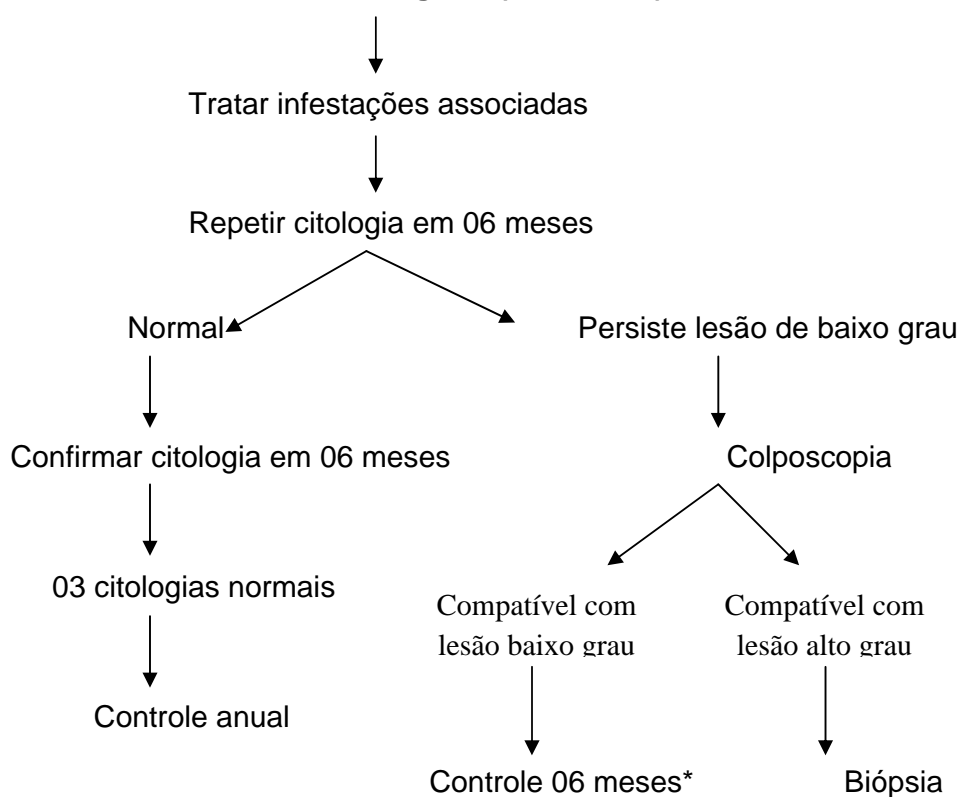 Tratar infestações associadas
Repetir citologia em 06 meses
Normal
Persiste lesão de baixo grau
Confirmar citologia em 06 meses
Colposcopia
03 citologias normais
Compatível com
lesão baixo grau
Compatível com
lesão alto grau
Controle anual
Controle 06 meses*
Biópsia